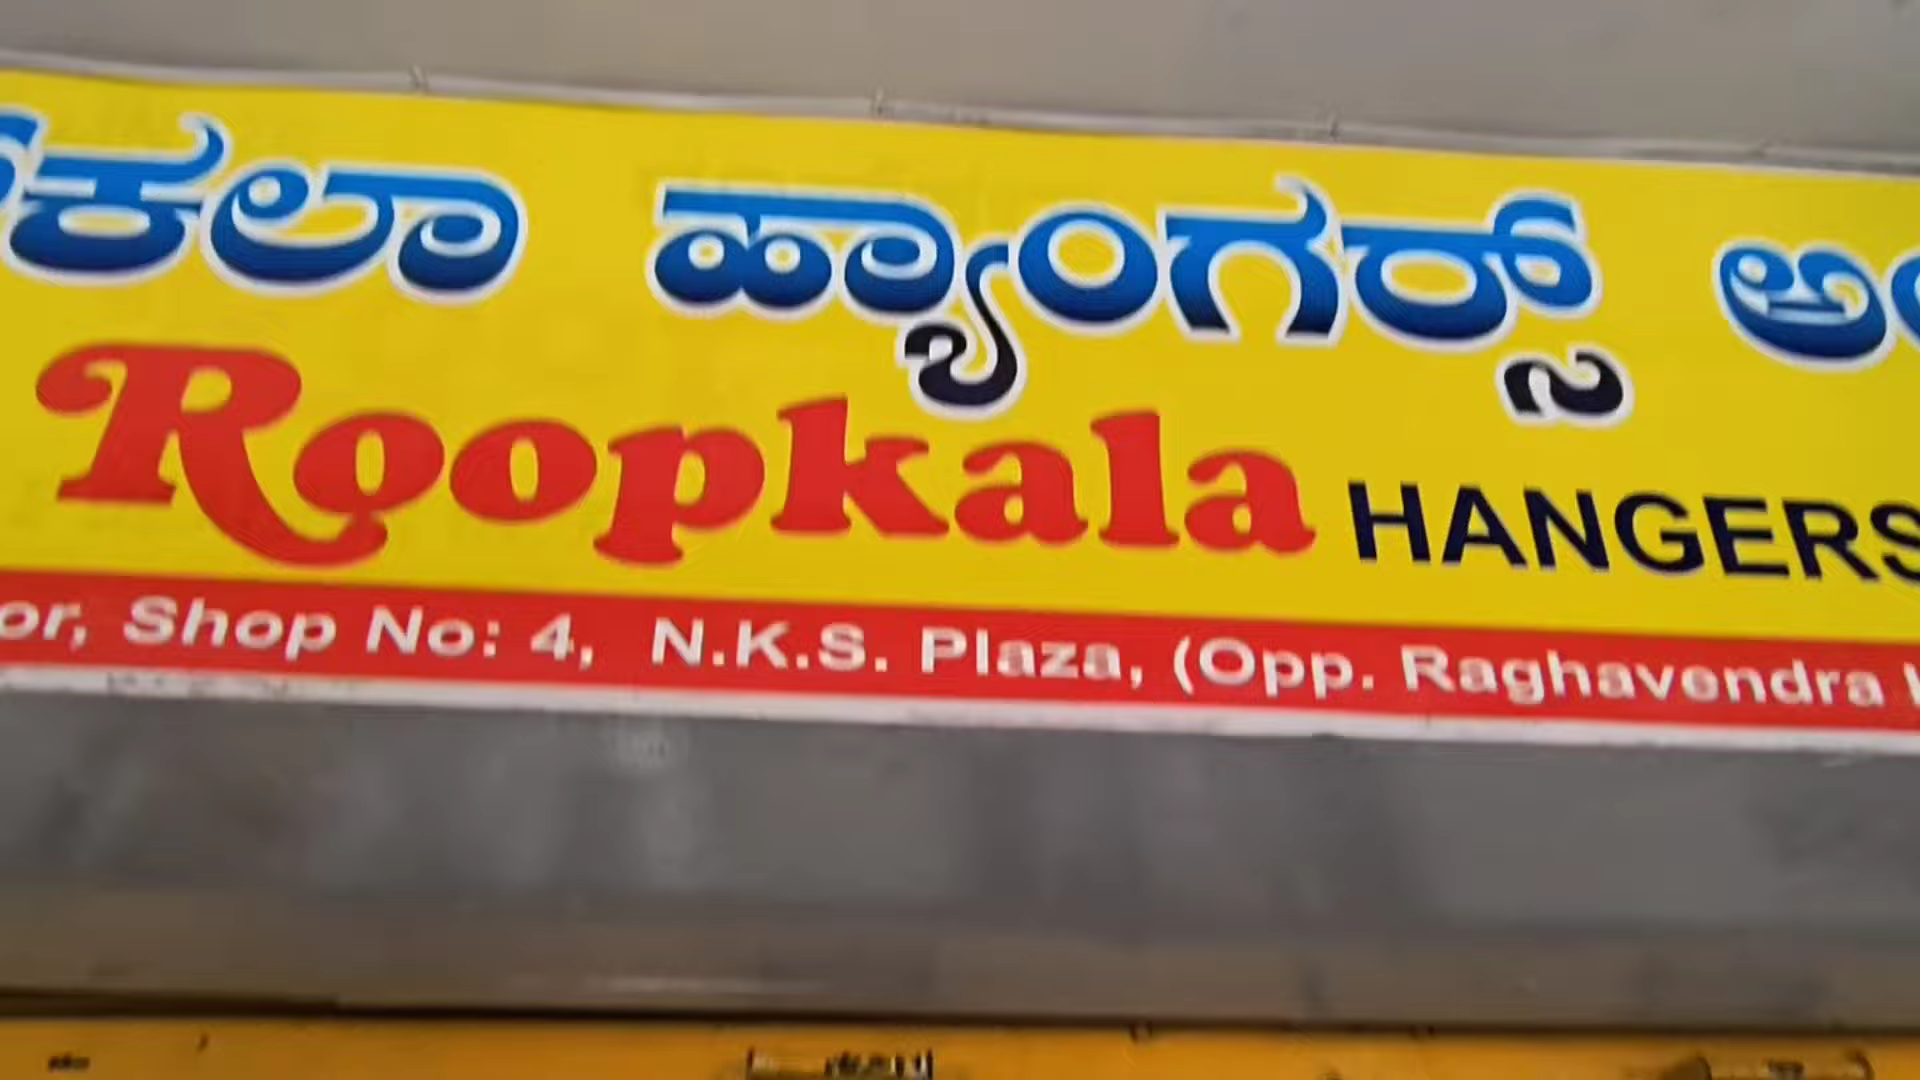 ಕಲಾ ಹ್ಯಾಂಗರ್ಸ್
Roopkala HANGERS
Shop No: 4, N.K.S. Plaza, (Opp. Raghavendra